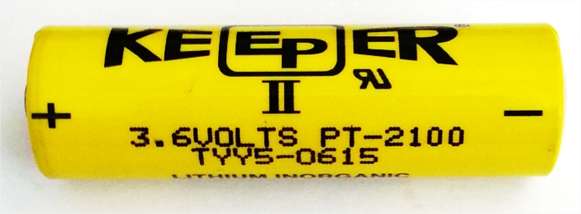 KEEPER®
II
+ −
3.6VOLTS PT-2100
TYY5-0615
LITHIUM INORGANIC